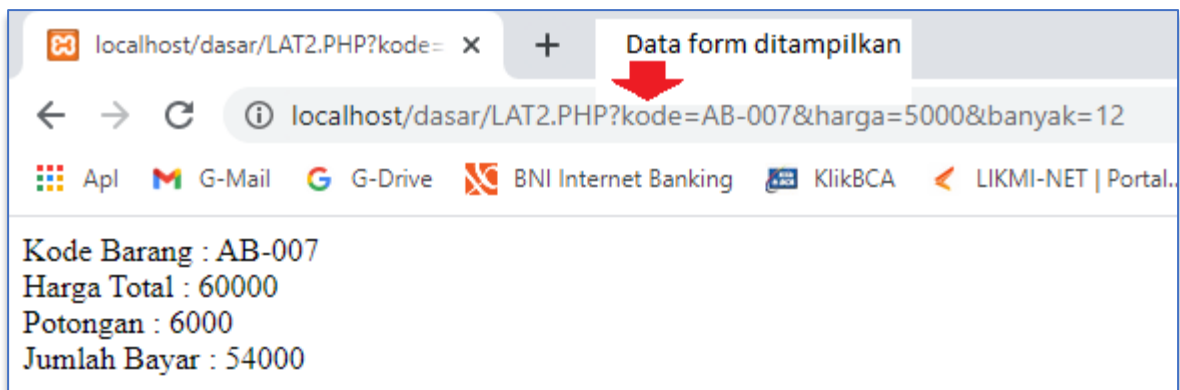 localhost/dasar/LAT2.PHP?kode=
Data form ditampilkan
localhost/dasar/LAT2.PHP?kode=AB-007&harga=5000&banyak=12
Apl G-Mail G-Drive BNI Internet Banking KlikBCA LIKMI-NET | Portal...
Kode Barang : AB-007
Harga Total : 60000
Potongan : 6000
Jumlah Bayar : 54000